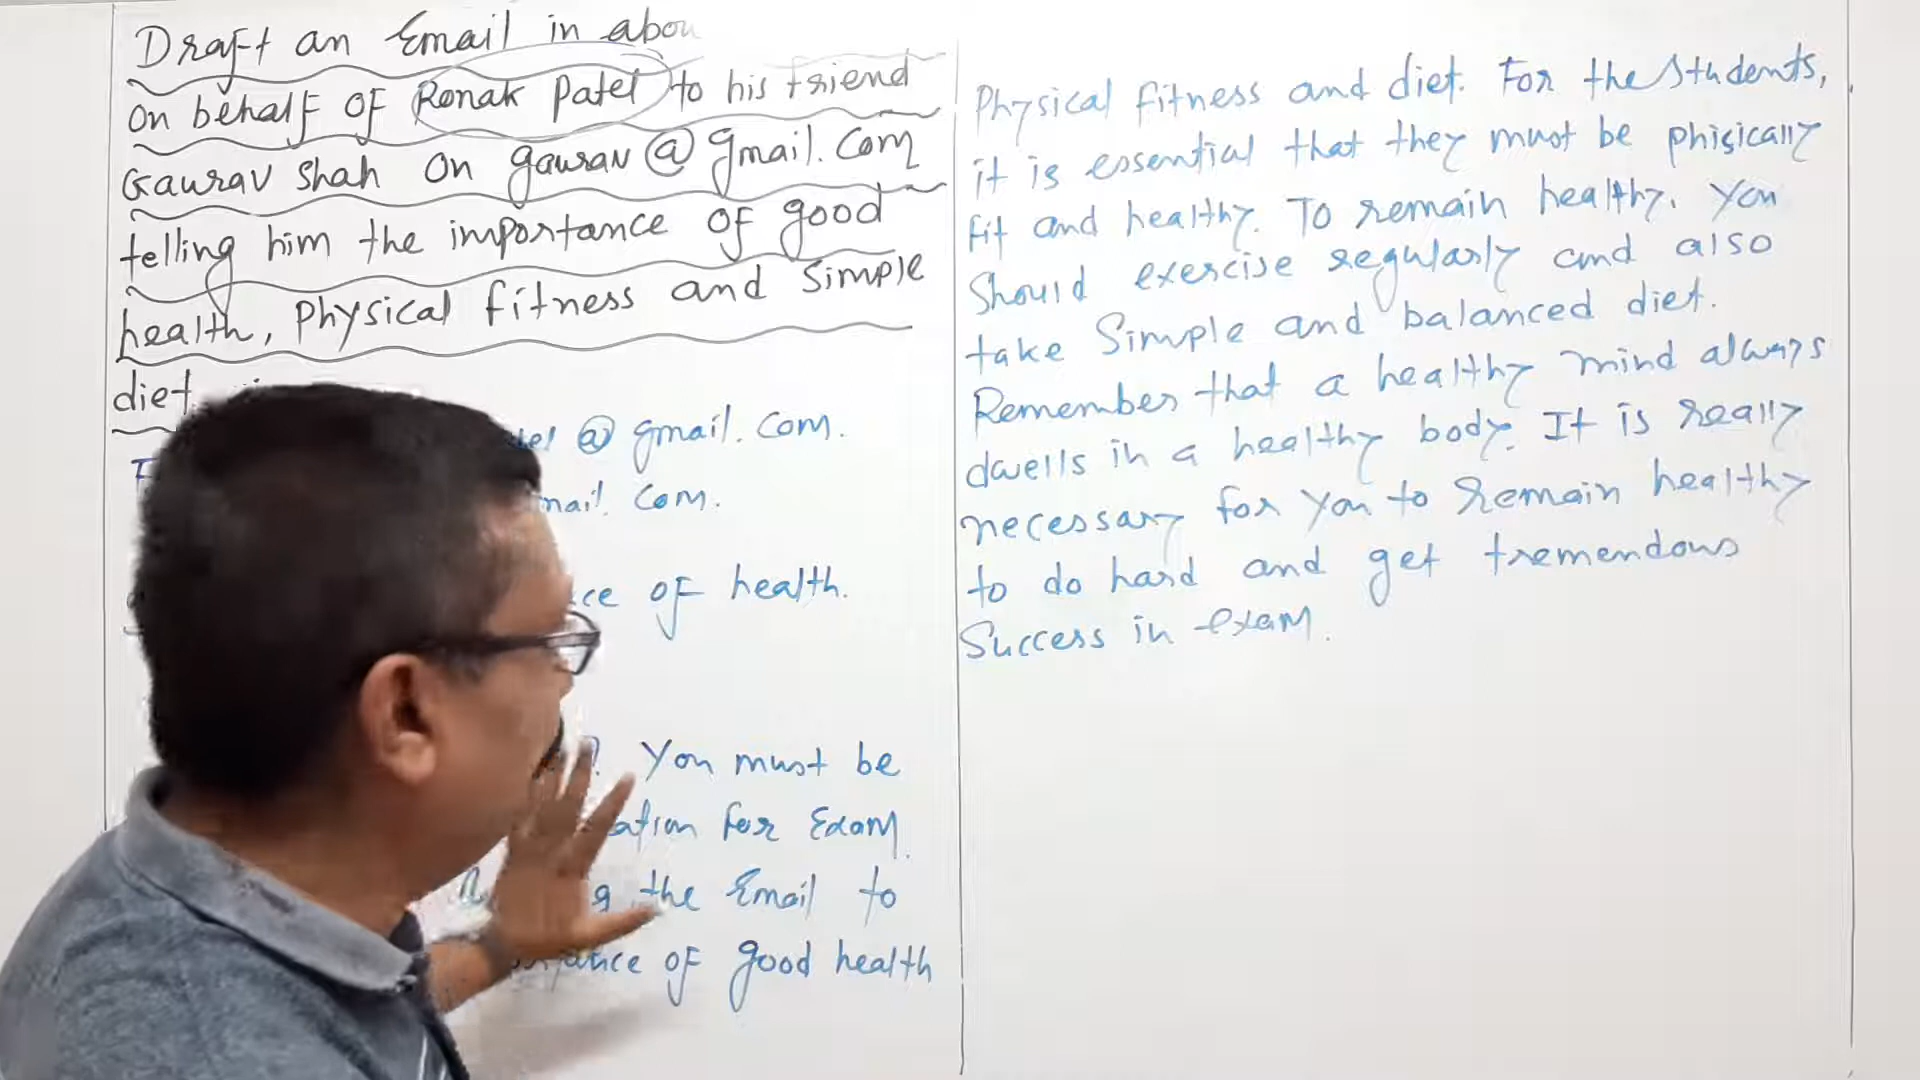 Draft an Email in abou
on behalf of Ronak Patel to his friend
Gaurav Shah on gaurav@gmail.com
telling him the importance of good
health, Physical fitness and simple
diet
@gmail.com.
com.
of health.
You must be
for Exam.
the Email to
of good health
Physical fitness and diet. For the students,
it is essential that they must be phisically
fit and healthy. To remain healthy, You
should exercise regularly and also
take simple and balanced diet.
Remember that a healthy mind always
dwells in a healthy body. It is really
necessary for you to remain healthy
to do hard and get tremendous
Success in exam.